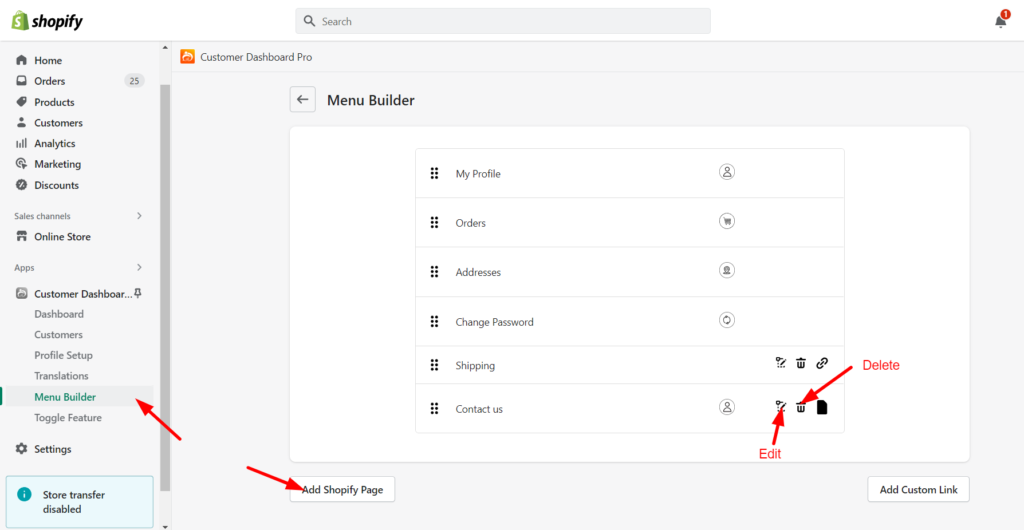 shopify
Search
1
Home
Orders 25
Products
Customers
Analytics
Marketing
Discounts
Sales channels
Online Store
Apps
Customer Dashboar...
Dashboard
Customers
Profile Setup
Translations
Menu Builder
Toggle Feature
Settings
Store transfer
disabled
Customer Dashboard Pro
Menu Builder
My Profile
Orders
Addresses
Change Password
Shipping
Delete
Contact us
Edit
Add Shopify Page
Add Custom Link